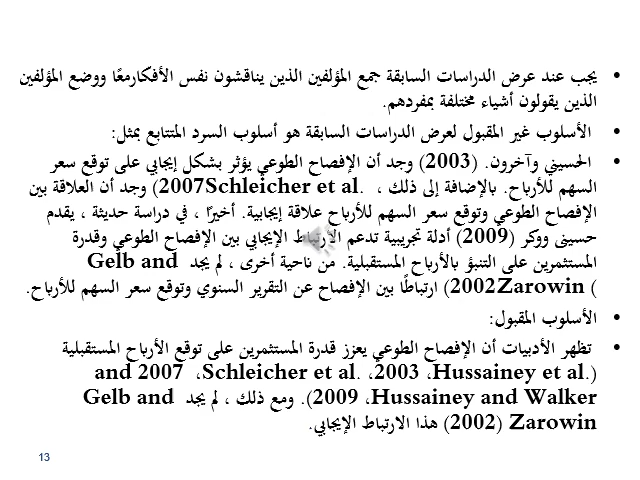 • يجب عند عرض الدراسات السابقة جمع المؤلفين الذين يناقشون نفس الأفكارمعًا ووضع المؤلفين
الذين يقولون أشياء مختلفة بمفردهم.
• الأسلوب غير المقبول لعرض الدراسات السابقة هو أسلوب السرد المتتابع بمثل:
• الحسيني وآخرون. (2003) وجد أن الإفصاح الطوعي يؤثر بشكل إيجابي على توقع سعر
السهم للأرباح. بالإضافة إلى ذلك ، .2007Schleicher et al) وجد أن العلاقة بين
الإفصاح الطوعي وتوقع سعر السهم للأرباح علاقة إيجابية. أخيرًا ، في دراسة حديثة ، يقدم
حسينى ووكر (2009) أدلة تجريبية تدعم الارتباط الإيجابي بين الإفصاح الطوعي وقدرة
المستثمرين على التنبؤ بالأرباح المستقبلية. من ناحية أخرى ، لم يجد Gelb and
2002Zarowin ) ارتباطًا بين الإفصاح عن التقرير السنوي وتوقع سعر السهم للأرباح.
• الأسلوب المقبول:
• تظهر الأدبيات أن الإفصاح الطوعي يعزز قدرة المستثمرين على توقع الأرباح المستقبلية
(.Hussainey et al، 2003، .Schleicher et al، and 2007
Hussainey and Walker، 2009). ومع ذلك ، لم يجد Gelb and
Zarowin (2002) هذا الارتباط الإيجابي.
13